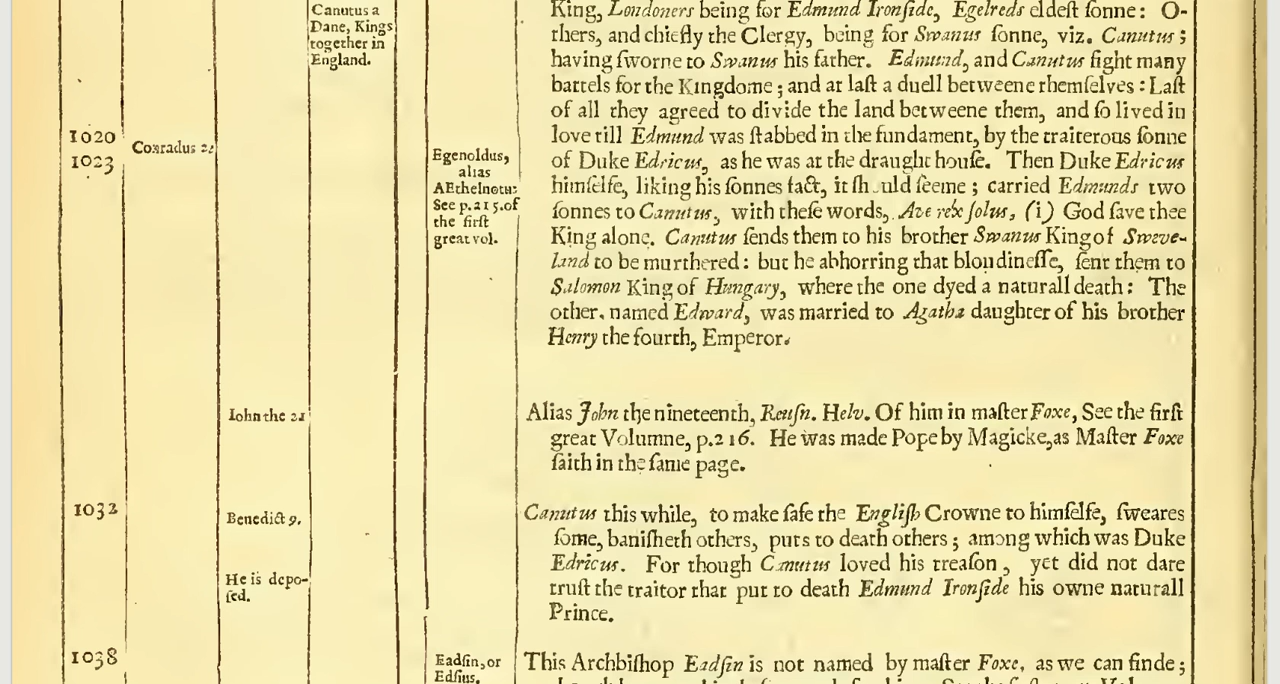 Canutus a
Dane, Kings
together in
England.
King, Londoners being for Edmund Ironſide, Egelreds eldeſt ſonne: O-
thers, and chiefly the Clergy, being for Swanus ſonne, viz. Canutus;
having ſworne to Swanus his father. Edmund, and Canutus fight many
battels for the Kingdome; and at laſt a duell betweene themſelves: Laſt
of all they agreed to divide the land betweene them, and ſo lived in
love till Edmund was ſtabbed in the fundament, by the traiterous ſonne
of Duke Edricus, as he was at the draught houſe. Then Duke Edricus
himſelfe, liking his ſonnes fact, it ſhould ſeeme; carried Edmunds two
ſonnes to Canutus, with theſe words, Ave rex ſolus, (i) God ſave thee
King alone. Canutus ſends them to his brother Swanus King of Sweve-
land to be murthered: but he abhorring that bloudineſſe, ſent them to
Salomon King of Hungary, where the one dyed a naturall death: The
other, named Edward, was married to Agatha daughter of his brother
Henry the fourth, Emperor.
1020
1023
Conradus 2.
Egenoldus,
alias
AEthelnotus:
See p.215.of
the firſt
great vol.
Iohn the 21
Alias John the nineteenth, Reuſn. Helv. Of him in maſter Foxe, See the firſt
great Volumne, p.216. He was made Pope by Magicke, as Maſter Foxe
ſaith in the ſame page.
1032
Benedict 9.
He is depo-
ſed.
Canutus this while, to make ſafe the Engliſh Crowne to himſelfe, ſweares
ſome, baniſheth others, puts to death others; among which was Duke
Edricus. For though Canutus loved his treaſon, yet did not dare
truſt the traitor that put to death Edmund Ironſide his owne naturall
Prince.
1038
Eadſin, or
Edſius.
This Archbiſhop Eadſin is not named by maſter Foxe, as we can finde;